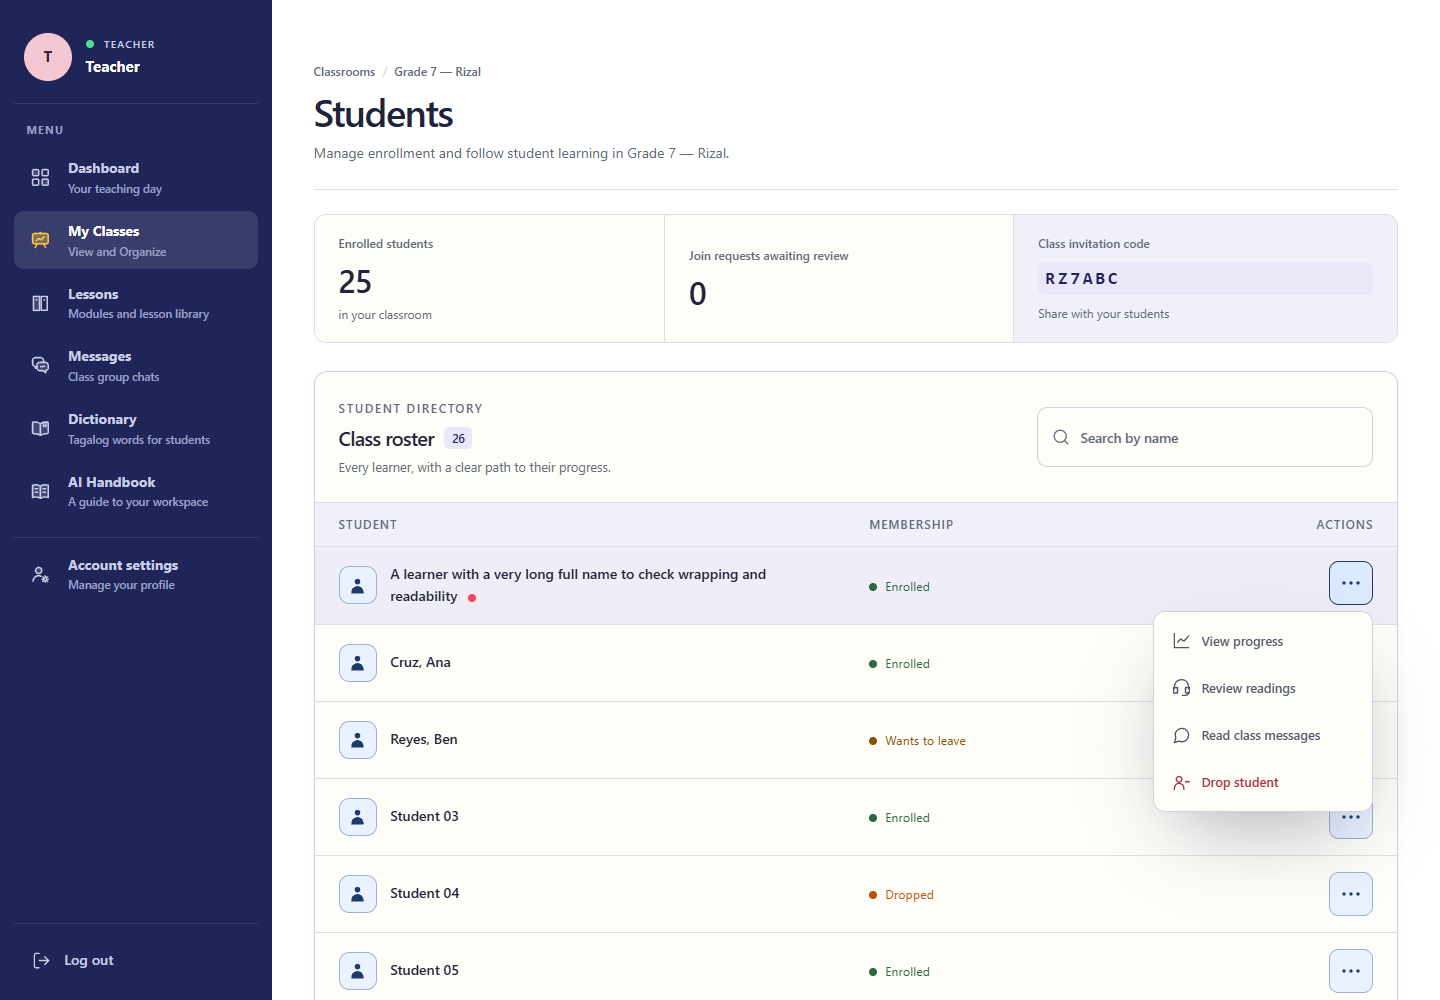 T
TEACHER
Teacher
MENU
Dashboard
Your teaching day
My Classes
View and Organize
Lessons
Modules and lesson library
Messages
Class group chats
Dictionary
Tagalog words for students
AI Handbook
A guide to your workspace
Account settings
Manage your profile
Log out
Classrooms / Grade 7 — Rizal
Students
Manage enrollment and follow student learning in Grade 7 — Rizal.
Enrolled students
25
in your classroom
Join requests awaiting review
0
Class invitation code
RZ7ABC
Share with your students
STUDENT DIRECTORY
Class roster 26
Every learner, with a clear path to their progress.
Search by name
STUDENT MEMBERSHIP ACTIONS
A learner with a very long full name to check wrapping and
readability
Enrolled
Cruz, Ana Enrolled
Reyes, Ben Wants to leave
Student 03 Enrolled
Student 04 Dropped
Student 05 Enrolled
View progress
Review readings
Read class messages
Drop student